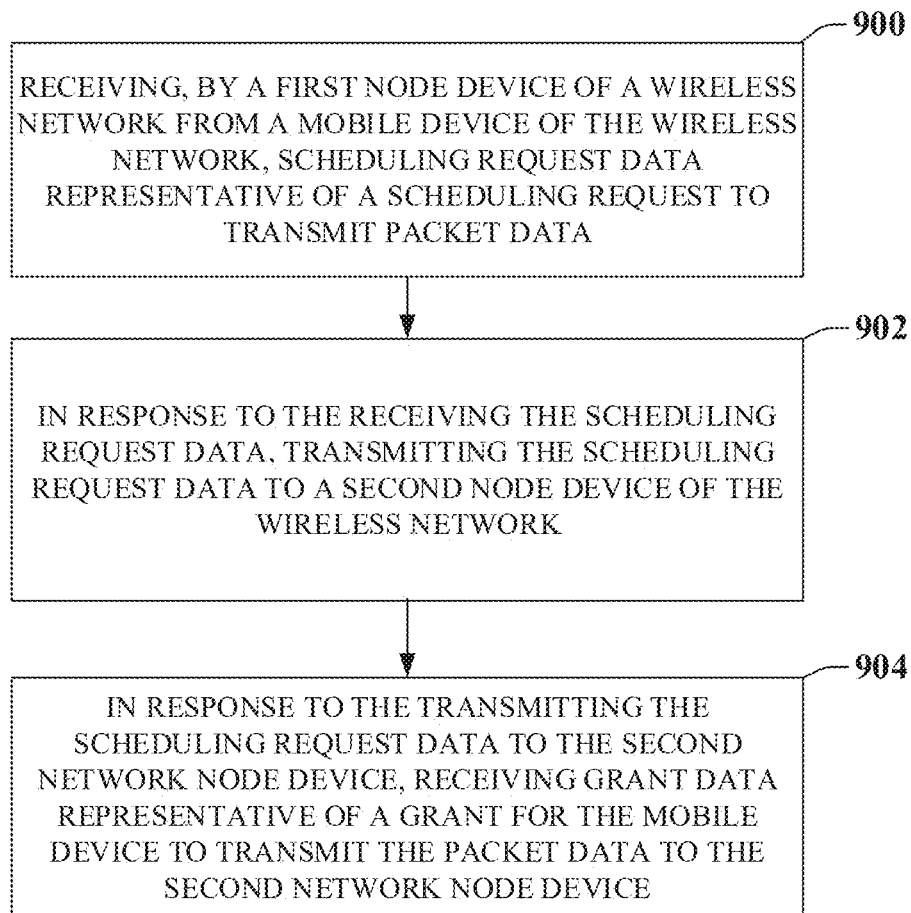 900
RECEIVING, BY A FIRST NODE DEVICE OF A WIRELESS
NETWORK FROM A MOBILE DEVICE OF THE WIRELESS
NETWORK, SCHEDULING REQUEST DATA
REPRESENTATIVE OF A SCHEDULING REQUEST TO
TRANSMIT PACKET DATA
902
IN RESPONSE TO THE RECEIVING THE SCHEDULING
REQUEST DATA, TRANSMITTING THE SCHEDULING
REQUEST DATA TO A SECOND NODE DEVICE OF THE
WIRELESS NETWORK
904
IN RESPONSE TO THE TRANSMITTING THE
SCHEDULING REQUEST DATA TO THE SECOND
NETWORK NODE DEVICE, RECEIVING GRANT DATA
REPRESENTATIVE OF A GRANT FOR THE MOBILE
DEVICE TO TRANSMIT THE PACKET DATA TO THE
SECOND NETWORK NODE DEVICE